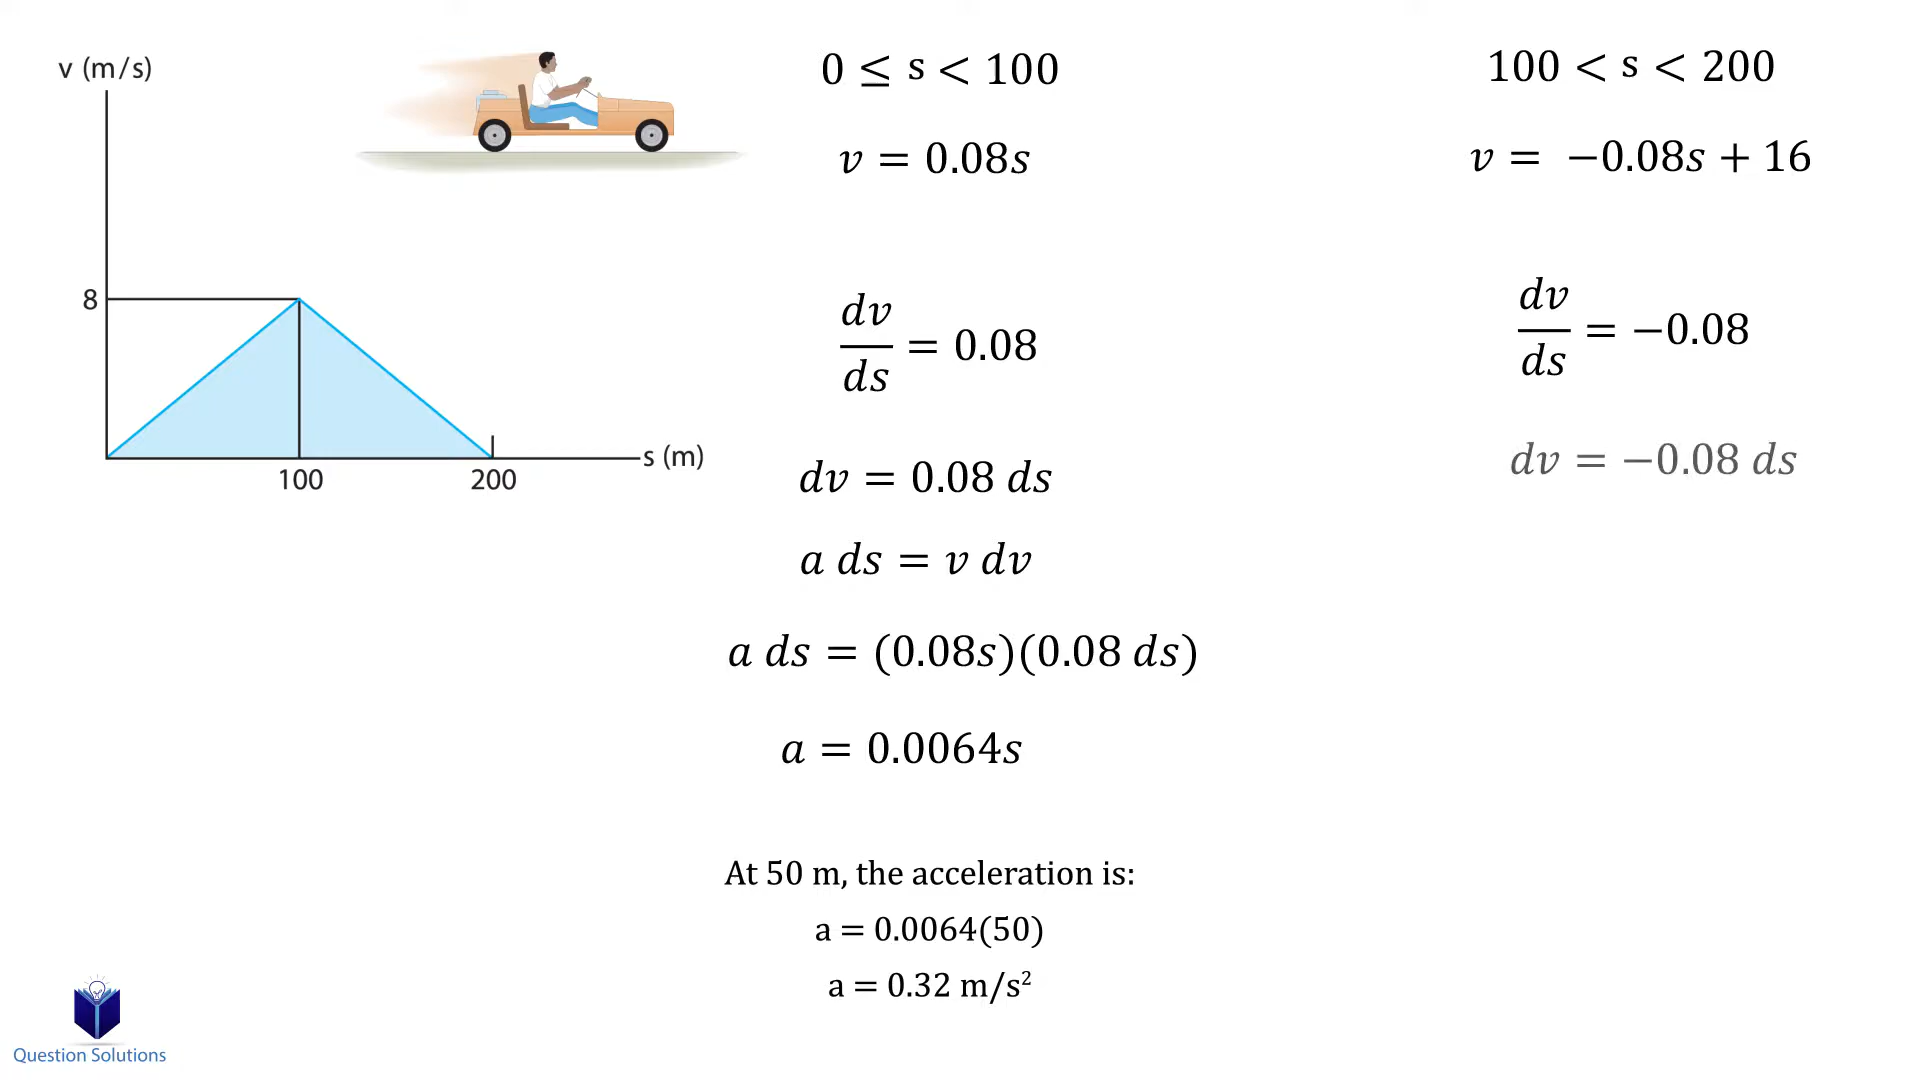 v (m/s)
8
100
200
s (m)
0 ≤ s < 100
v = 0.08s
dv/ds = 0.08
dv = 0.08 ds
a ds = v dv
a ds = (0.08s)(0.08 ds)
a = 0.0064s
At 50 m, the acceleration is:
a = 0.0064(50)
a = 0.32 m/s²
100 < s < 200
v = −0.08s + 16
dv/ds = −0.08
dv = −0.08 ds
Question Solutions